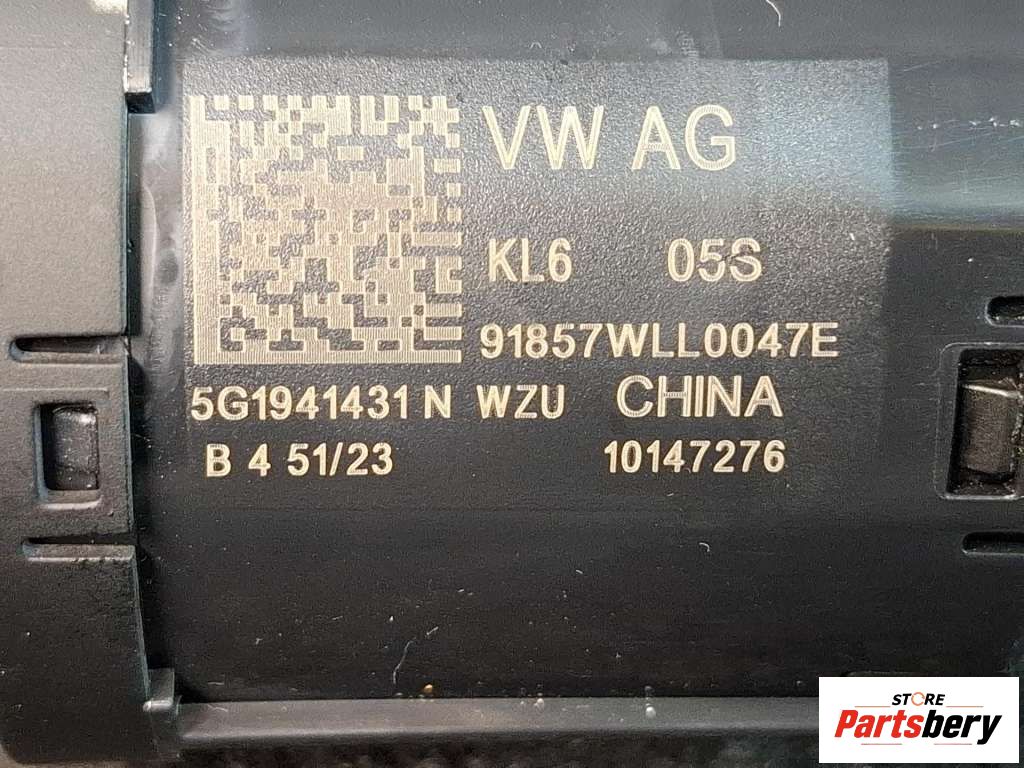 VW AG
KL6 05S
91857WLL0047E
5G1941431 N WZU CHINA
B 4 51/23 10147276
STORE
Partsbery